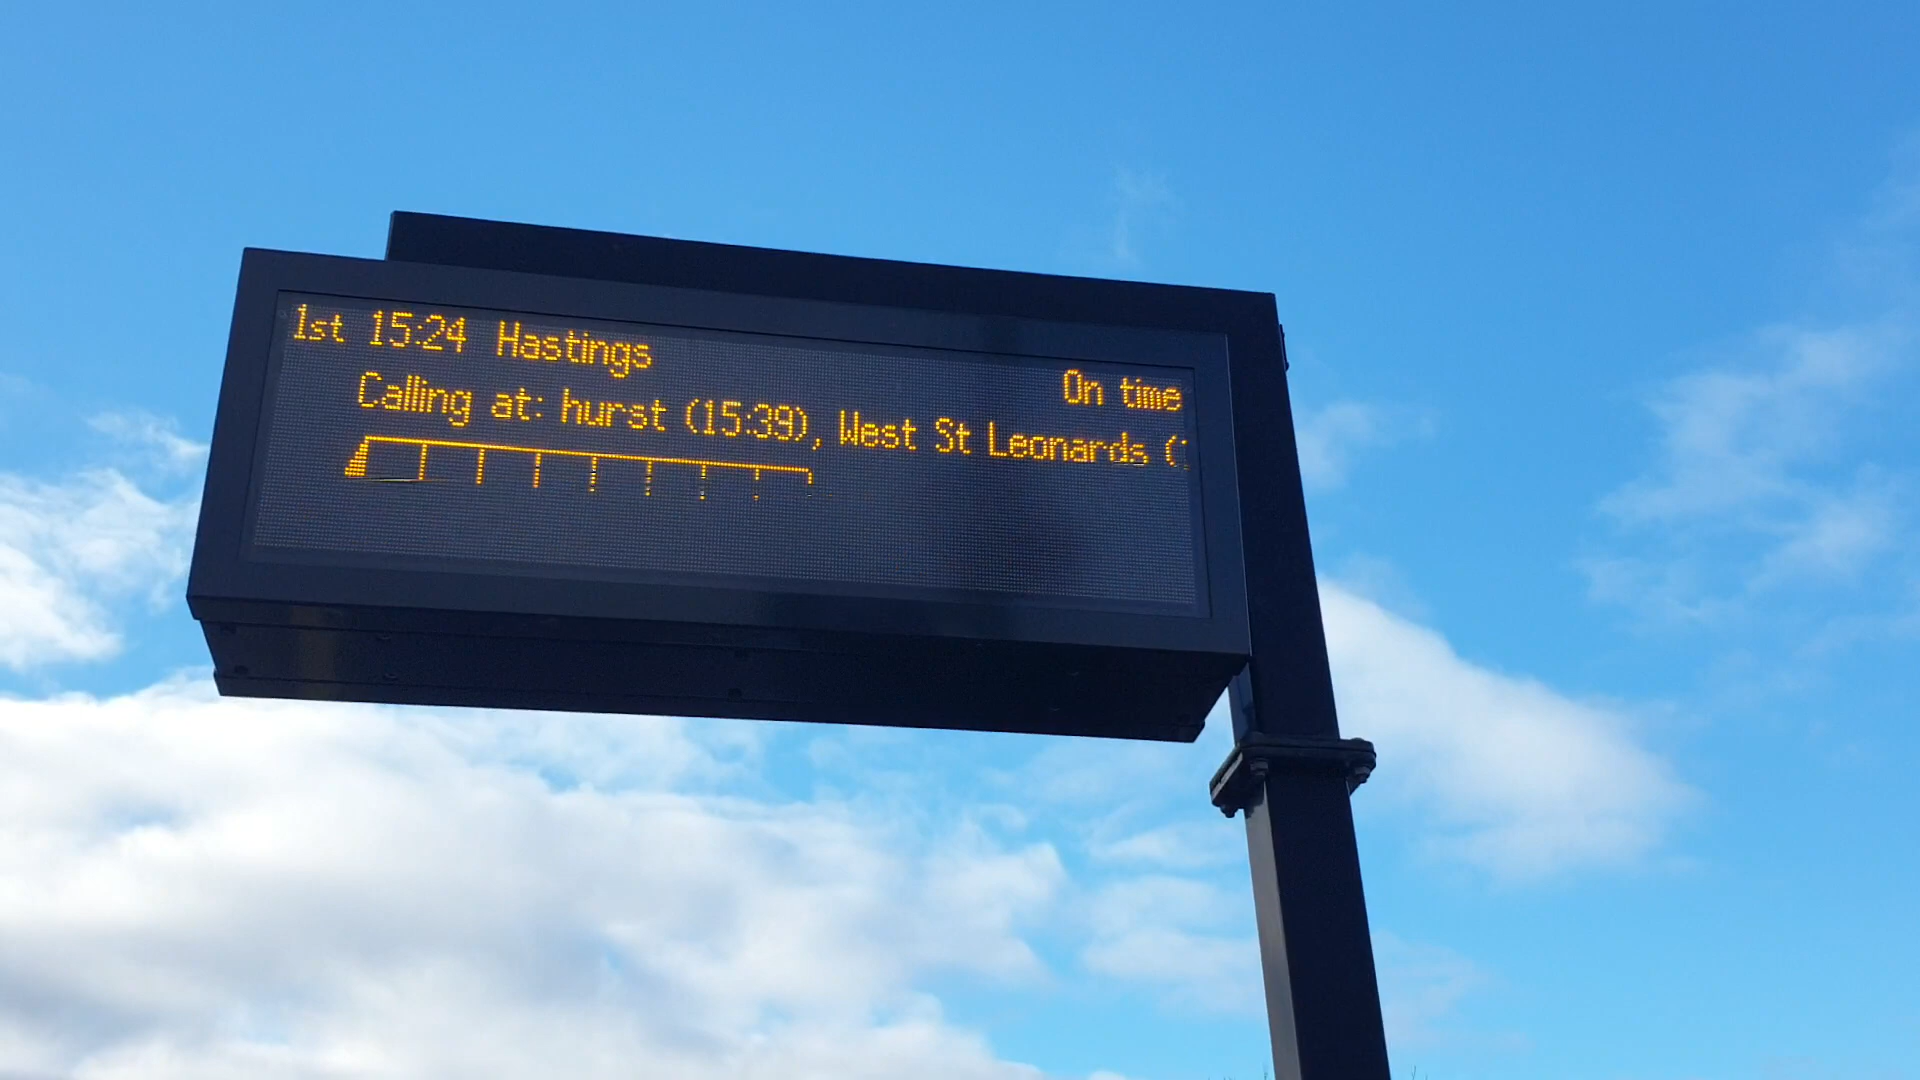 1st 15:24 Hastings On time
Calling at: hurst (15:39), West St Leonards (